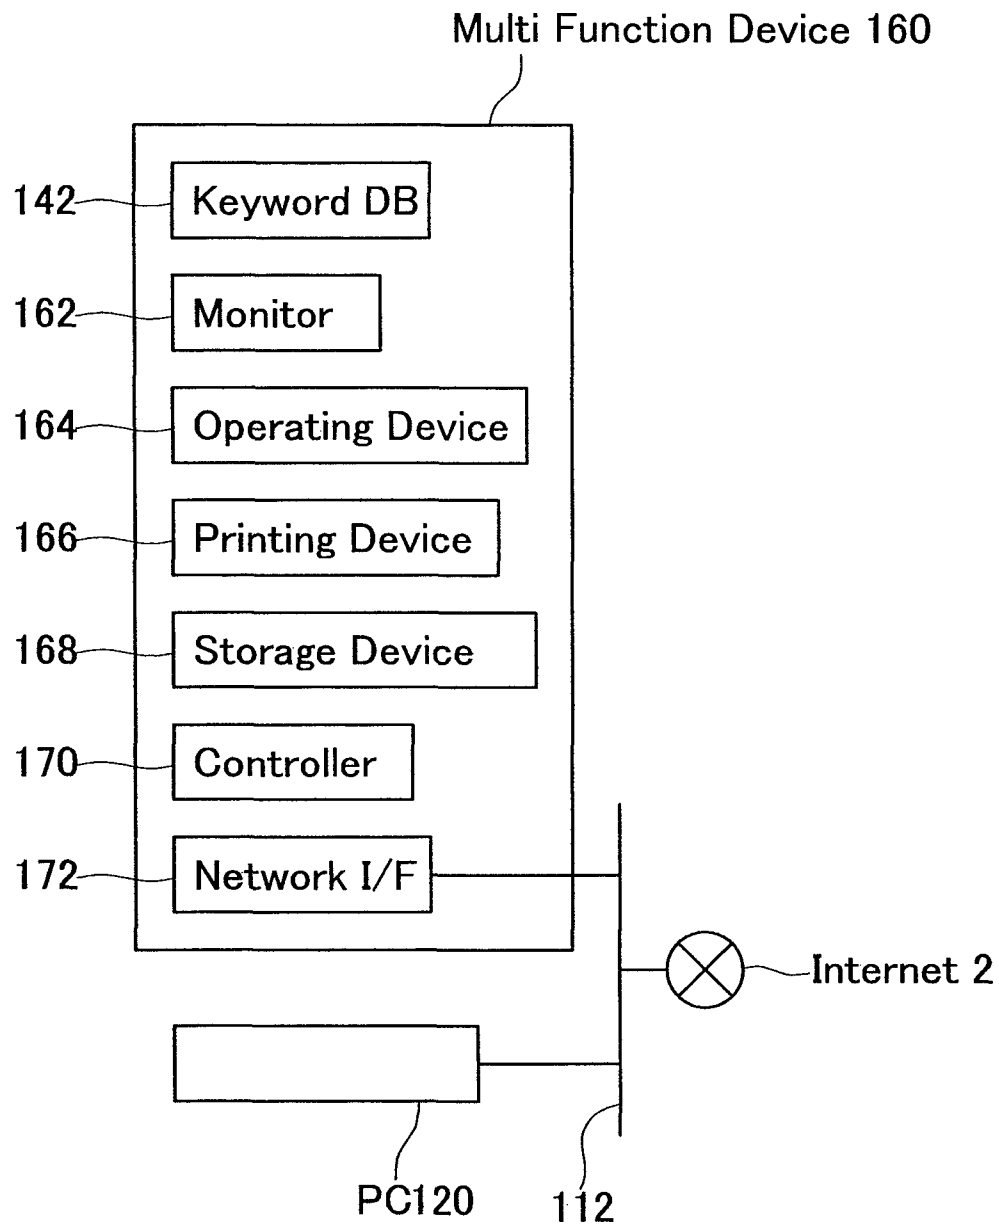 Multi Function Device 160
142 Keyword DB
162 Monitor
164 Operating Device
166 Printing Device
168 Storage Device
170 Controller
172 Network I/F
Internet 2
PC120
112